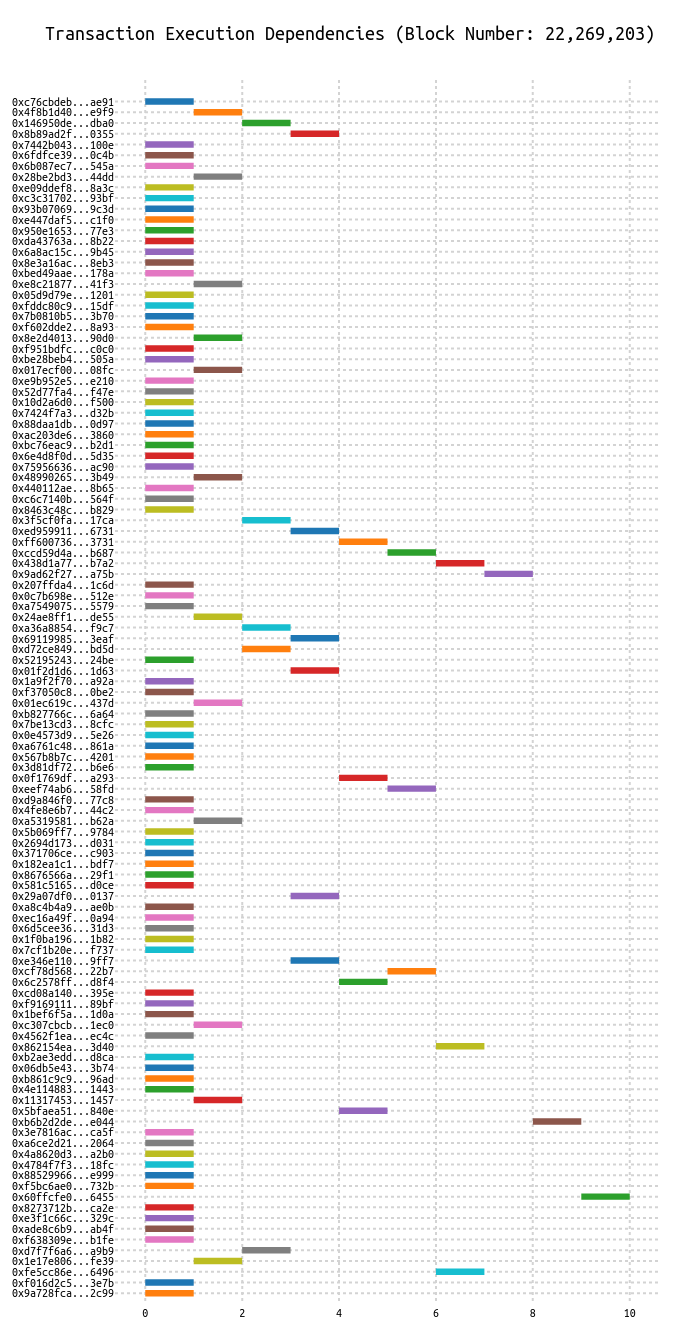 Transaction Execution Dependencies (Block Number: 22,269,203)
0xc76cbdeb...ae91
0x4f8b1d40...e9f9
0x146950de...dba0
0x8b89ad2f...0355
0x7442b043...100e
0x6fdfce39...0c4b
0x6b087ec7...545a
0x28be2bd3...44dd
0xe09ddef8...8a3c
0xc3c31702...93bf
0x93b07069...9c3d
0xe447daf5...c1f0
0x950e1653...77e3
0xda43763a...8b22
0x6a8ac15c...9b45
0x8e3a16ac...8eb3
0xbed49aae...178a
0xe8c21877...41f3
0x05d9d79e...1201
0xfddc80c9...15df
0x7b0810b5...3b70
0xf602dde2...8a93
0x8e2d4013...90d0
0xf951bdfc...c0c0
0xbe28beb4...505a
0x017ecf00...08fc
0xe9b952e5...e210
0x52d77fa4...f47e
0x10d2a6d0...f500
0x7424f7a3...d32b
0x88daa1db...0d97
0xac203de6...3860
0xbc76eac9...b2d1
0x6e4d8f0d...5d35
0x75956636...ac90
0x48990265...3b49
0x440112ae...8b65
0xc6c7140b...564f
0x8463c48c...b829
0x3f5cf0fa...17ca
0xed959911...6731
0xff600736...3731
0xccd59d4a...b687
0x438d1a77...b7a2
0x9ad62f27...a75b
0x207ffda4...1c6d
0x0c7b698e...512e
0xa7549075...5579
0x24ae8ff1...de55
0xa36a8854...f9c7
0x69119985...3eaf
0xd72ce849...bd5d
0x52195243...24be
0x01f2d1d6...1d63
0x1a9f2f70...a92a
0xf37050c8...0be2
0x01ec619c...437d
0xb827766c...6a64
0x7be13cd3...8cfc
0x0e4573d9...5e26
0xa6761c48...861a
0x567b8b7c...4201
0x3d81df72...b6e6
0x0f1769df...a293
0xeef74ab6...58fd
0xd9a846f0...77c8
0x4fe8e6b7...44c2
0xa5319581...b62a
0x5b069ff7...9784
0x2694d173...d031
0x371706ce...c903
0x182ea1c1...bdf7
0x8676566a...29f1
0x581c5165...d0ce
0x29a07df0...0137
0xa8c4b4a9...ae0b
0xec16a49f...0a94
0x6d5cee36...31d3
0x1f0ba196...1b82
0x7cf1b20e...f737
0xe346e110...9ff7
0xcf78d568...22b7
0x6c2578ff...d8f4
0xcd08a140...395e
0xf9169111...89bf
0x1bef6f5a...1d0a
0xc307cbcb...1ec0
0x4562f1ea...ec4c
0x862154ea...3d40
0xb2ae3edd...d8ca
0x06db5e43...3b74
0xb861c9c9...96ad
0x4e114883...1443
0x11317453...1457
0x5bfaea51...840e
0xb6b2d2de...e044
0x3e7816ac...ca5f
0xa6ce2d21...2064
0x4a8620d3...a2b0
0x4784f7f3...18fc
0x88529966...e999
0xf5bc6ae0...732b
0x60ffcfe0...6455
0x8273712b...ca2e
0xe3f1c66c...329c
0xade8c6b9...ab4f
0xf638309e...b1fe
0xd7f7f6a6...a9b9
0x1e17e806...fe39
0xfe5cc86e...6496
0xf016d2c5...3e7b
0x9a728fca...2c99
0 2 4 6 8 10